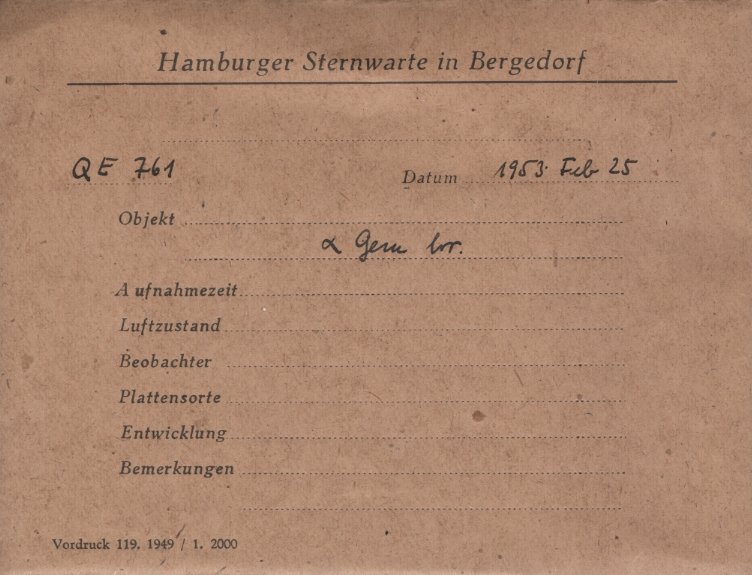 Hamburger Sternwarte in Bergedorf
QE 761 Datum 1953 Feb 25
Objekt
α Gem bor.
Aufnahmezeit
Luftzustand
Beobachter
Plattensorte
Entwicklung
Bemerkungen
Vordruck 119. 1949 / 1. 2000